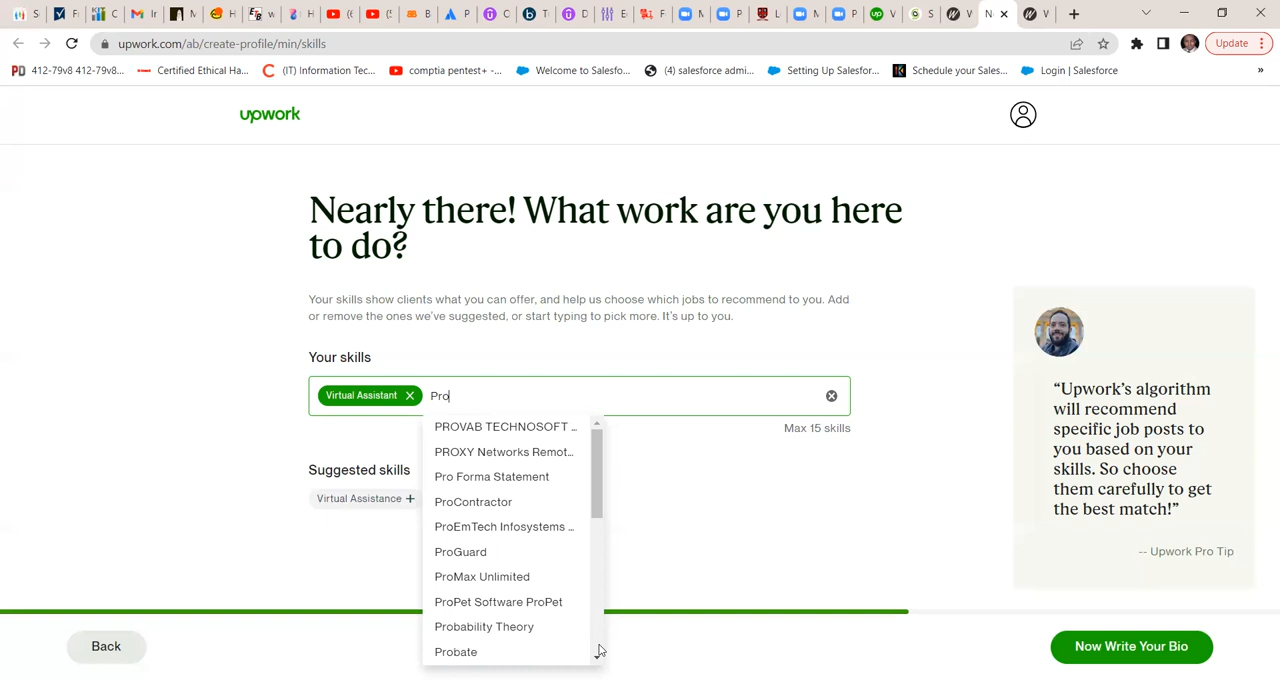 upwork.com/ab/create-profile/min/skills
Update
412-79v8 412-79v8...
Certified Ethical Ha...
(IT) Information Tec...
comptia pentest+ -...
Welcome to Salesfo...
(4) salesforce admi...
Setting Up Salesfor...
Schedule your Sales...
Login | Salesforce
»
upwork
Nearly there! What work are you here
to do?
Your skills show clients what you can offer, and help us choose which jobs to recommend to you. Add
or remove the ones we've suggested, or start typing to pick more. It's up to you.
Your skills
Virtual Assistant
Pro
Max 15 skills
PROVAB TECHNOSOFT ...
PROXY Networks Remot...
Pro Forma Statement
ProContractor
ProEmTech Infosystems ...
ProGuard
ProMax Unlimited
ProPet Software ProPet
Probability Theory
Probate
Suggested skills
Virtual Assistance +
“Upwork’s algorithm
will recommend
specific job posts to
you based on your
skills. So choose
them carefully to get
the best match!”
-- Upwork Pro Tip
Back
Now Write Your Bio